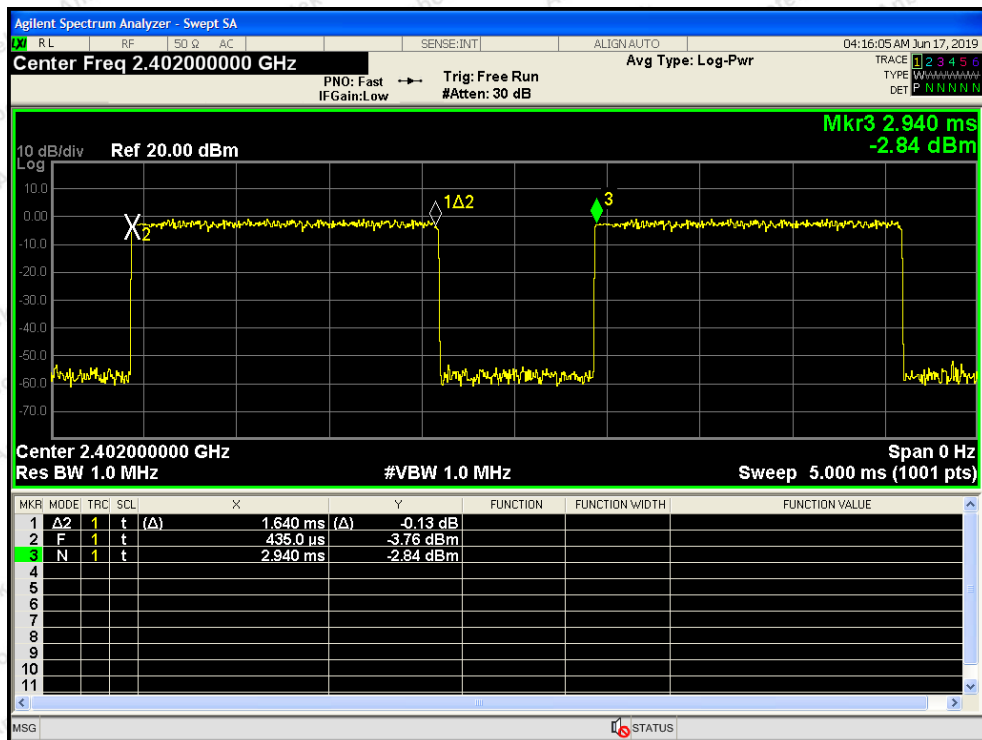 Agilent Spectrum Analyzer - Swept SA
LXI RL RF 50 Ω AC SENSE:INT ALIGNAUTO 04:16:05 AM Jun 17, 2019
Center Freq 2.402000000 GHz Avg Type: Log-Pwr TRACE 1 2 3 4 5 6
PNO: Fast Trig: Free Run TYPE WWWWWW
IFGain:Low #Atten: 30 dB DET P N N N N N
Mkr3 2.940 ms
10 dB/div Ref 20.00 dBm -2.84 dBm
Log
10.0
1Δ2 3
0.00
2
-10.0
-20.0
-30.0
-40.0
-50.0
-60.0
-70.0
Center 2.402000000 GHz Span 0 Hz
Res BW 1.0 MHz #VBW 1.0 MHz Sweep 5.000 ms (1001 pts)
MKR MODE TRC SCL X Y FUNCTION FUNCTION WIDTH FUNCTION VALUE
1 Δ2 1 t (Δ) 1.640 ms (Δ) -0.13 dB
2 F 1 t 435.0 µs -3.76 dBm
3 N 1 t 2.940 ms -2.84 dBm
4
5
6
7
8
9
10
11
MSG STATUS